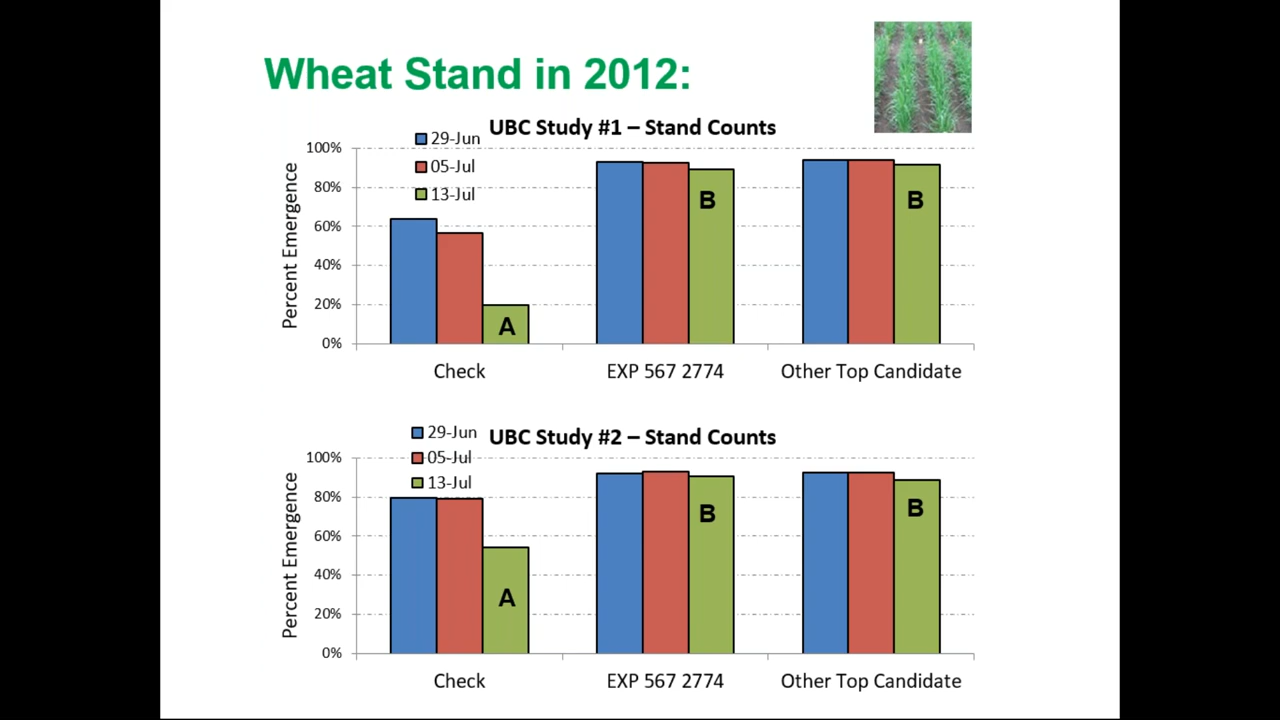 Wheat Stand in 2012:
UBC Study #1 – Stand Counts
29-Jun
05-Jul
13-Jul
Percent Emergence
100%
80%
60%
40%
20%
0%
A
B
B
Check
EXP 567 2774
Other Top Candidate
UBC Study #2 – Stand Counts
29-Jun
05-Jul
13-Jul
Percent Emergence
100%
80%
60%
40%
20%
0%
A
B
B
Check
EXP 567 2774
Other Top Candidate